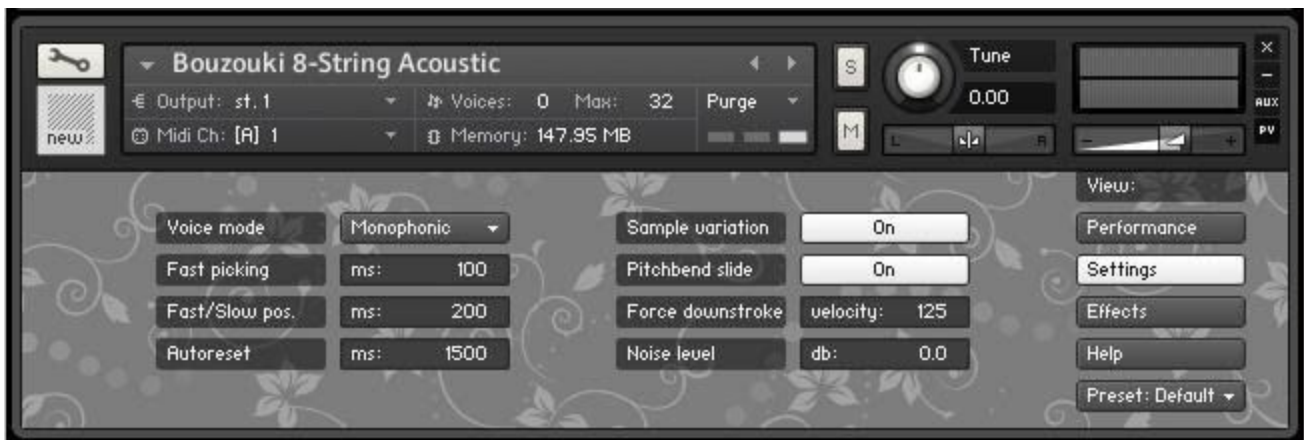 Bouzouki 8-String Acoustic
Output: st.1
Voices: 0 Max: 32
Purge
new
Midi Ch: [A] 1
Memory: 147.95 MB
S
M
Tune
0.00
L R
- +
×
-
AUX
PV
View:
Voice mode Monophonic
Sample variation On
Performance
Fast picking ms: 100
Pitchbend slide On
Settings
Fast/Slow pos. ms: 200
Force downstroke velocity: 125
Effects
Autoreset ms: 1500
Noise level db: 0.0
Help
Preset: Default